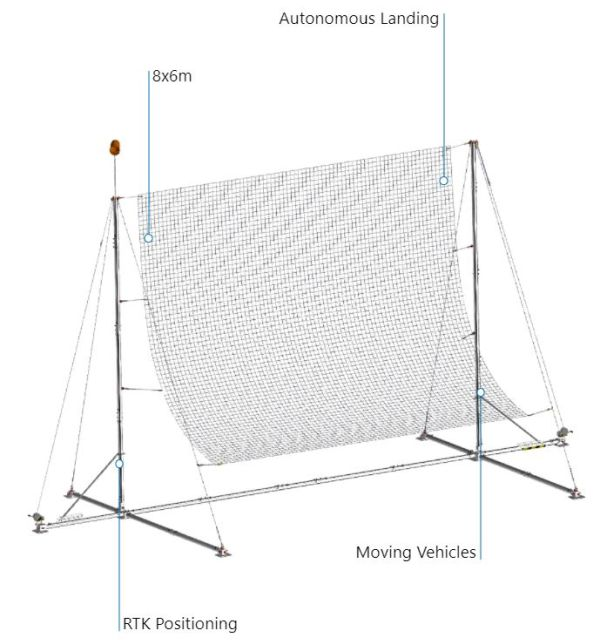 Autonomous Landing
8x6m
Moving Vehicles
RTK Positioning